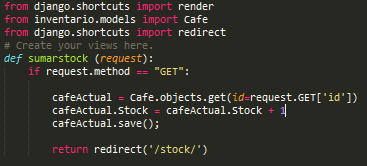 from django.shortcuts import render
from inventario.models import Cafe
from django.shortcuts import redirect
# Create your views here.
def sumarstock (request):
    if request.method == "GET":
        cafeActual = Cafe.objects.get(id=request.GET['id'])
        cafeActual.Stock = cafeActual.Stock + 1
        cafeActual.save();
        return redirect('/stock/')